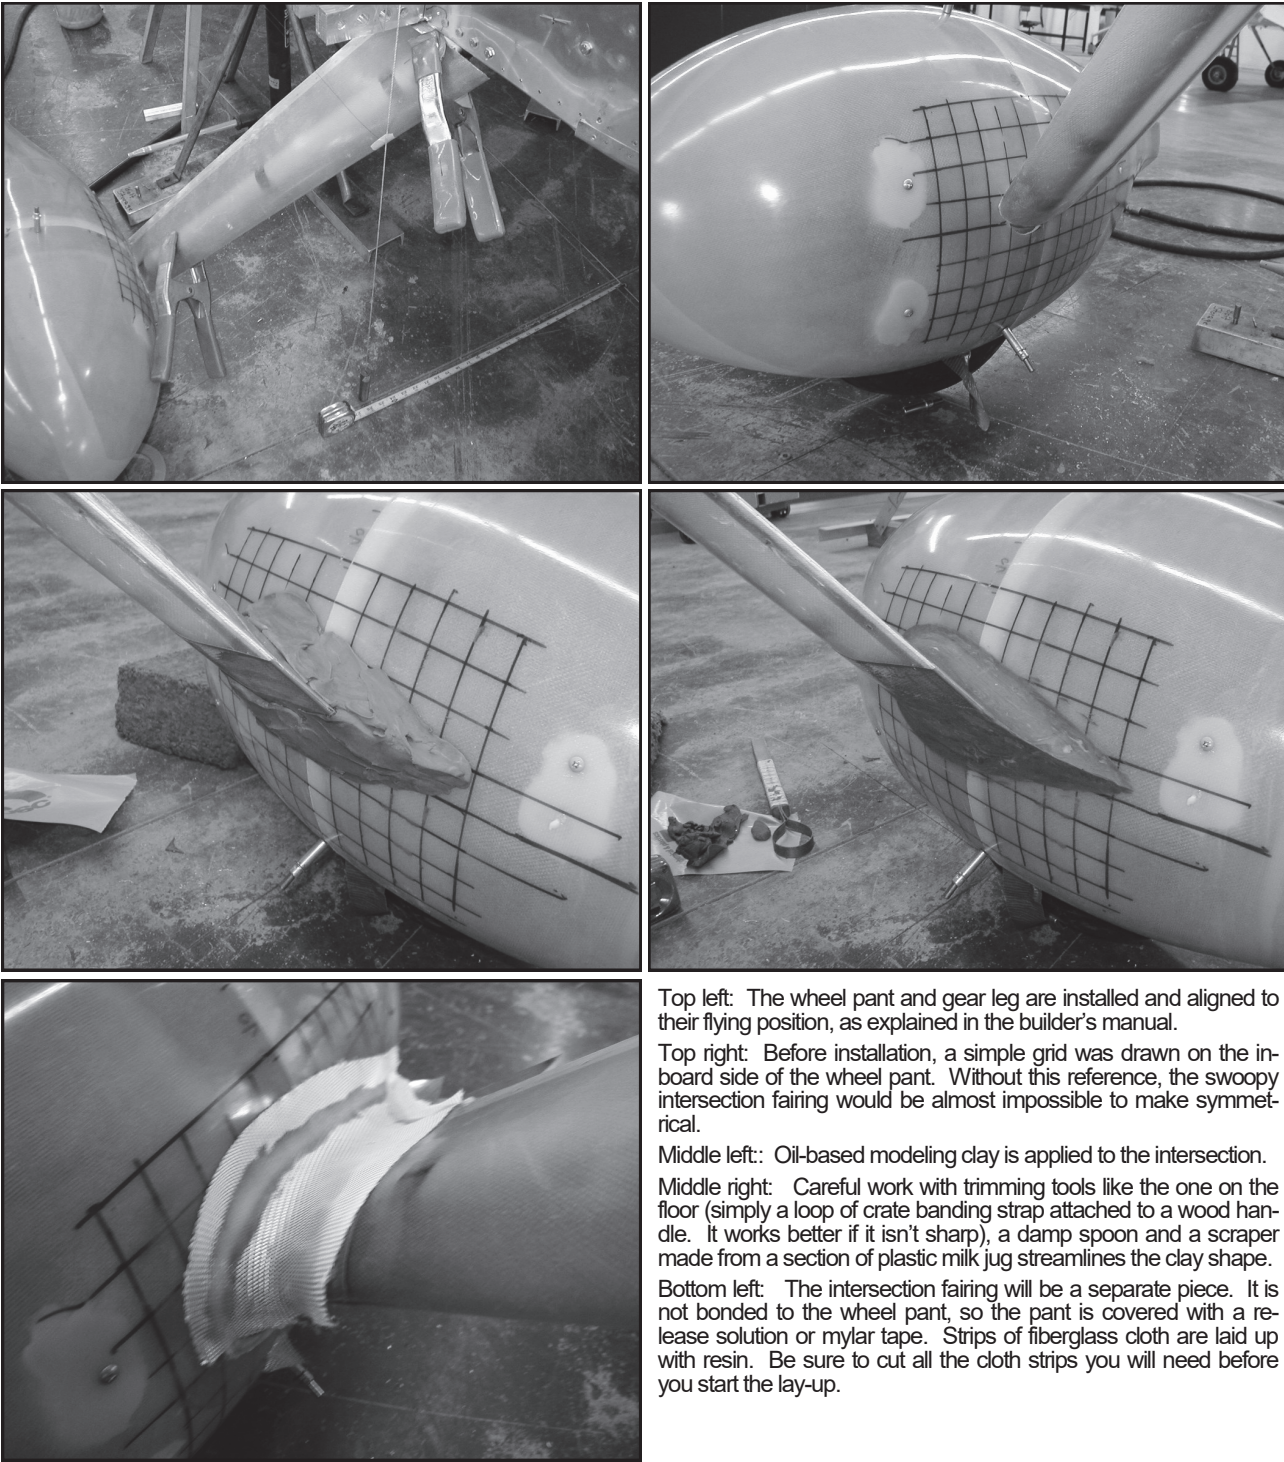 Top left:  The wheel pant and gear leg are installed and aligned to
their flying position, as explained in the builder's manual.
Top right:  Before installation, a simple grid was drawn on the in-
board side of the wheel pant.  Without this reference, the swoopy
intersection fairing would be almost impossible to make symmet-
rical.
Middle left::  Oil-based modeling clay is applied to the intersection.
Middle right:  Careful work with trimming tools like the one on the
floor (simply a loop of crate banding strap attached to a wood han-
dle.  It works better if it isn't sharp), a damp spoon and a scraper
made from a section of plastic milk jug streamlines the clay shape.
Bottom left:  The intersection fairing will be a separate piece.  It is
not bonded to the wheel pant, so the pant is covered with a re-
lease solution or mylar tape.  Strips of fiberglass cloth are laid up
with resin.  Be sure to cut all the cloth strips you will need before
you start the lay-up.